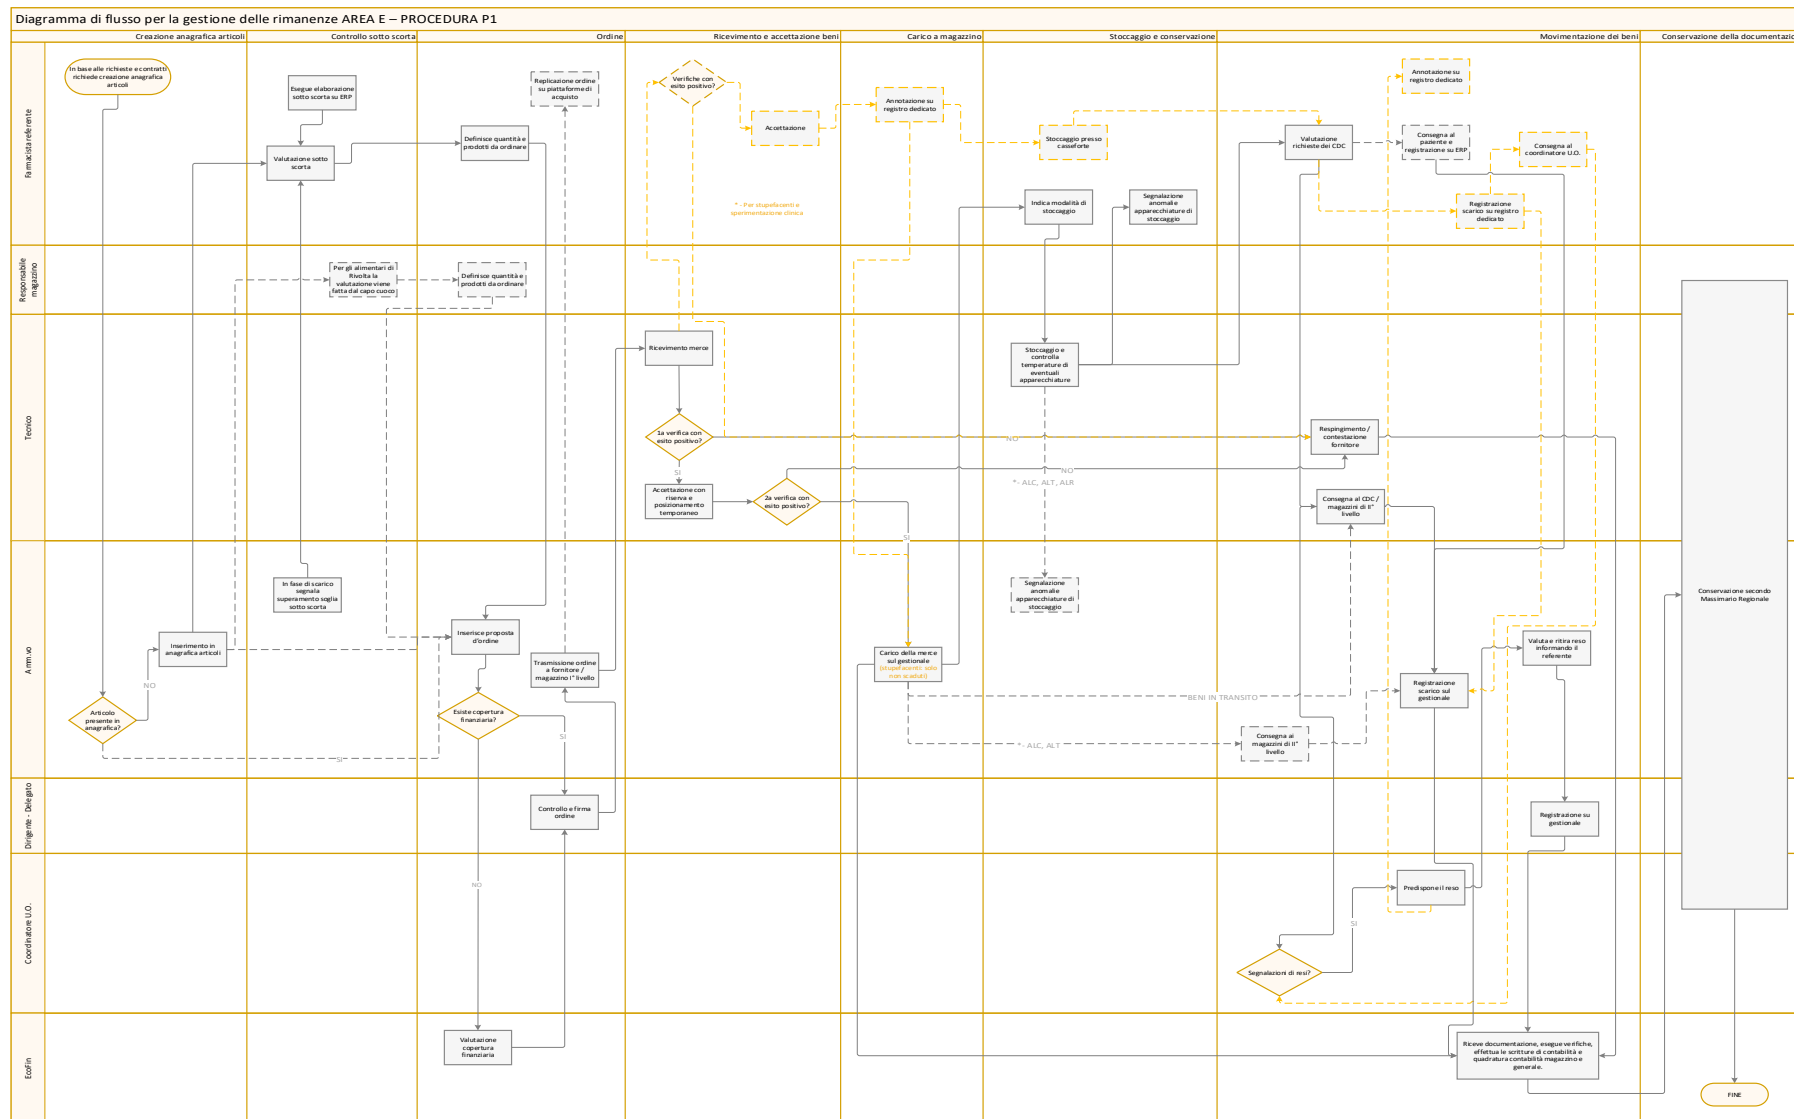 Diagramma di flusso per la gestione delle rimanenze AREA E – PROCEDURA P1
Creazione anagrafica articoli
Controllo sotto scorta
Ordine
Ricevimento e accettazione beni
Carico a magazzino
Stoccaggio e conservazione
Movimentazione dei beni
Conservazione della documentazio
Farmacista referente
In base alle richieste e contratti
richiede creazione anagrafica
articoli
Esegue elaborazione
sotto scorta su ERP
Valutazione sotto
scorta
Definisce quantità e
prodotti da ordinare
Replicazione ordine
su piattaforme di
acquisto
Verifiche con
esito positivo?
Accettazione
* - Per stupefacenti e
sperimentazione clinica
Annotazione su
registro dedicato
Stoccaggio presso
casseforte
Indica modalità di
stoccaggio
Segnalazione
anomalie
apparecchiature di
stoccaggio
Valutazione
richieste dei CDC
Annotazione su
registro dedicato
Consegna al
paziente e
registrazione su ERP
Consegna al
coordinatore U.O.
Registrazione
scarico su registro
dedicato
Responsabile
magazzino
Per gli alimentari di
Rivolta la
valutazione viene
fatta dal capo cuoco
Definisce quantità e
prodotti da ordinare
Tecnico
Ricevimento merce
1a verifica con
esito positivo?
SI
NO
Accettazione con
riserva e
posizionamento
temporaneo
2a verifica con
esito positivo?
NO
SI
Stoccaggio e
controlla
temperature di
eventuali
apparecchiature
*- ALC, ALT, ALR
Respingimento /
contestazione
fornitore
Consegna al CDC /
magazzini di II°
livello
Amm.vo
In fase di scarico
segnala
superamento soglia
sotto scorta
Inserimento in
anagrafica articoli
NO
Articolo
presente in
anagrafica?
SI
Inserisce proposta
d'ordine
Esiste copertura
finanziaria?
SI
NO
Trasmissione ordine
a fornitore /
magazzino I° livello
Carico della merce
sul gestionale
(stupefacenti: solo
non scaduti)
Segnalazione
anomalie
apparecchiature di
stoccaggio
BENI IN TRANSITO
*- ALC, ALT
Consegna ai
magazzini di II°
livello
Registrazione
scarico sul
gestionale
Valuta e ritira reso
informando il
referente
Conservazione secondo
Massimario Regionale
Dirigente - Delegato
Controllo e firma
ordine
Registrazione su
gestionale
Coordinatore U.O.
Predispone il reso
SI
Segnalazioni di resi?
EcoFin
Valutazione
copertura
finanziaria
Riceve documentazione, esegue verifiche,
effettua le scritture di contabilità e
quadratura contabilità magazzino e
generale.
FINE